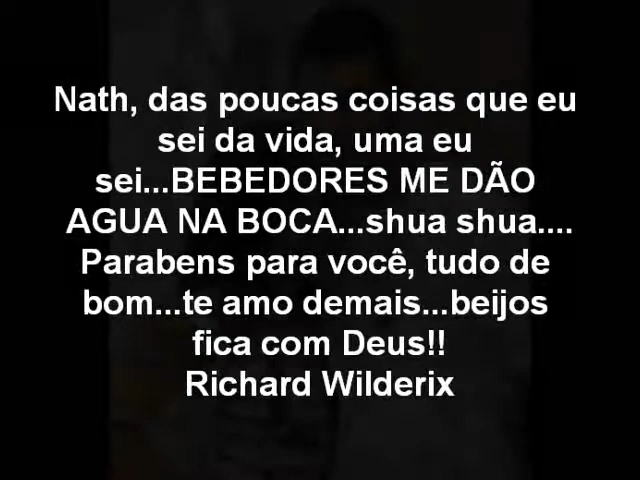 Nath, das poucas coisas que eu
sei da vida, uma eu
sei...BEBEDORES ME DÃO
AGUA NA BOCA...shua shua....
Parabens para você, tudo de
bom...te amo demais...beijos
fica com Deus!!
Richard Wilderix